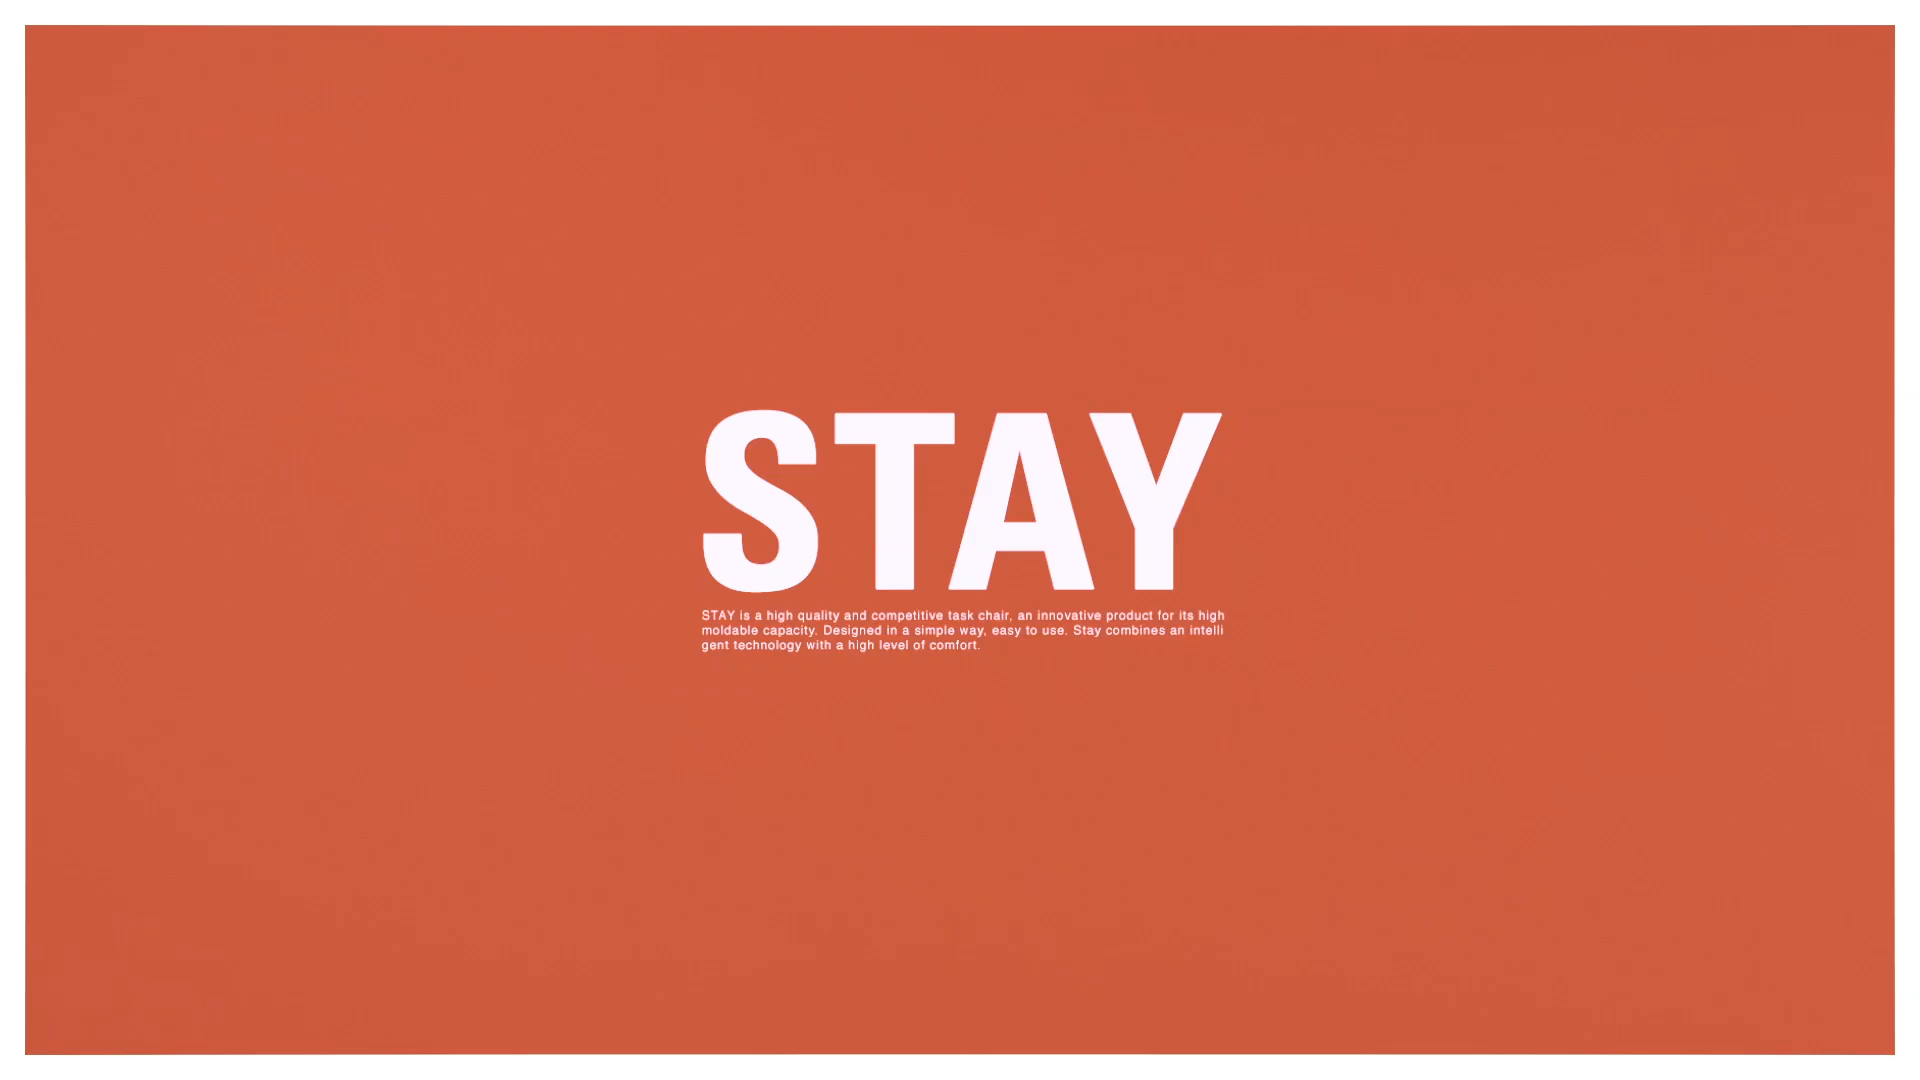 STAY
STAY is a high quality and competitive task chair, an innovative product for its high
moldable capacity. Designed in a simple way, easy to use. Stay combines an intelli
gent technology with a high level of comfort.